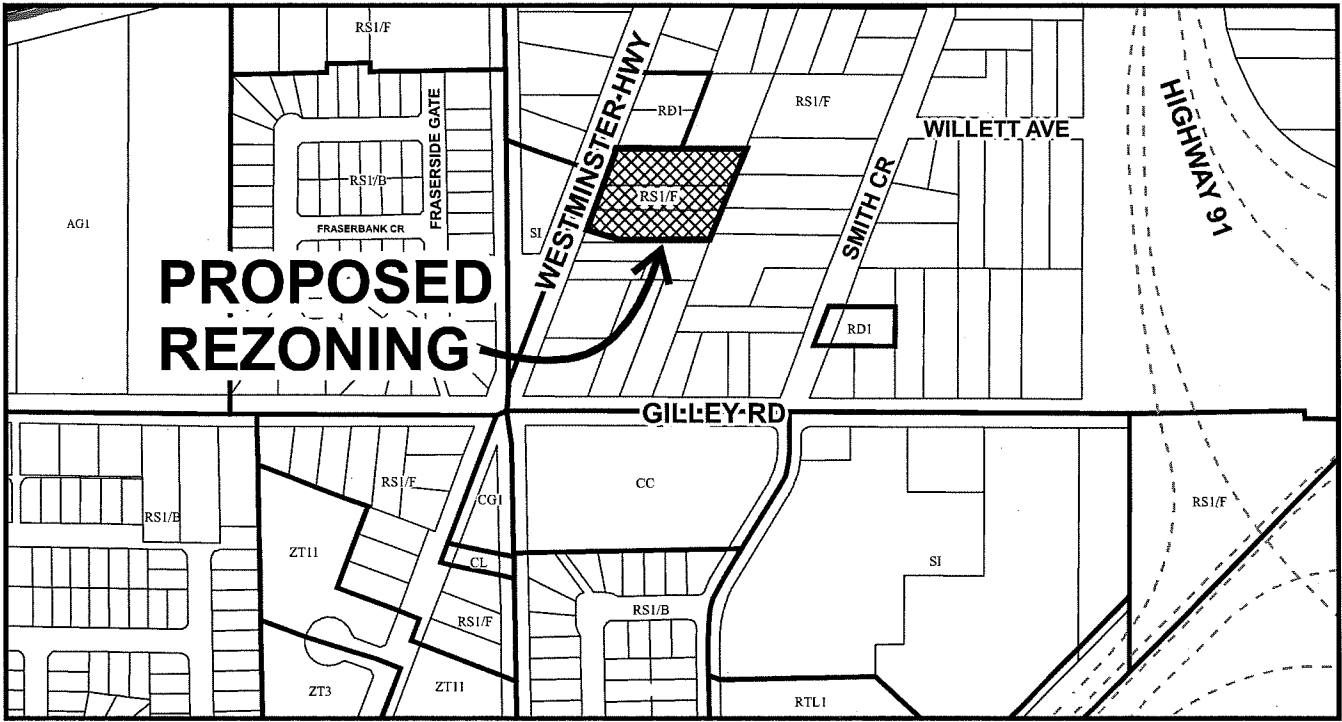 RS1/F
WESTMINSTER HWY
RD1
RS1/F
WILLETT AVE
HIGHWAY 91
FRASERSIDE GATE
RS1/B
RS1/F
AG1
FRASERBANK CR
SI
SMITH CR
PROPOSED
REZONING
RD1
GILLEY RD
RS1/F
CG1
CC
RS1/F
RS1/B
ZT11
CL
SI
RS1/F
RS1/B
ZT3
ZT11
RTL1